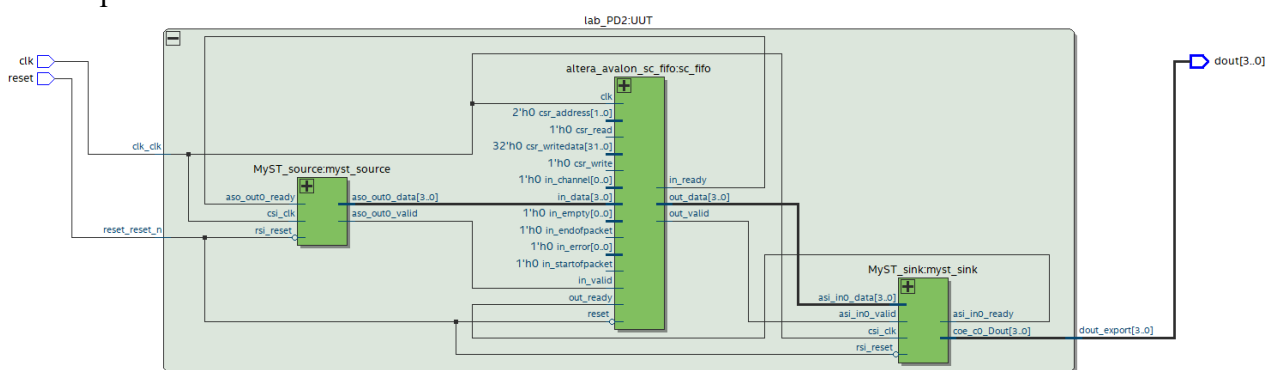 lab_PD2:UUT
clk
reset
dout[3..0]
altera_avalon_sc_fifo:sc_fifo
clk
2'h0 csr_address[1..0]
1'h0 csr_read
32'h0 csr_writedata[31..0]
1'h0 csr_write
1'h0 in_channel[0..0]
in_data[3..0]
1'h0 in_empty[0..0]
1'h0 in_endofpacket
1'h0 in_error[0..0]
1'h0 in_startofpacket
in_valid
out_ready
reset
in_ready
out_data[3..0]
out_valid
clk_clk
reset_reset_n
MyST_source:myst_source
aso_out0_ready
csi_clk
rsi_reset
aso_out0_data[3..0]
aso_out0_valid
MyST_sink:myst_sink
asi_in0_data[3..0]
asi_in0_valid
csi_clk
rsi_reset
asi_in0_ready
coe_c0_Dout[3..0]
dout_export[3..0]